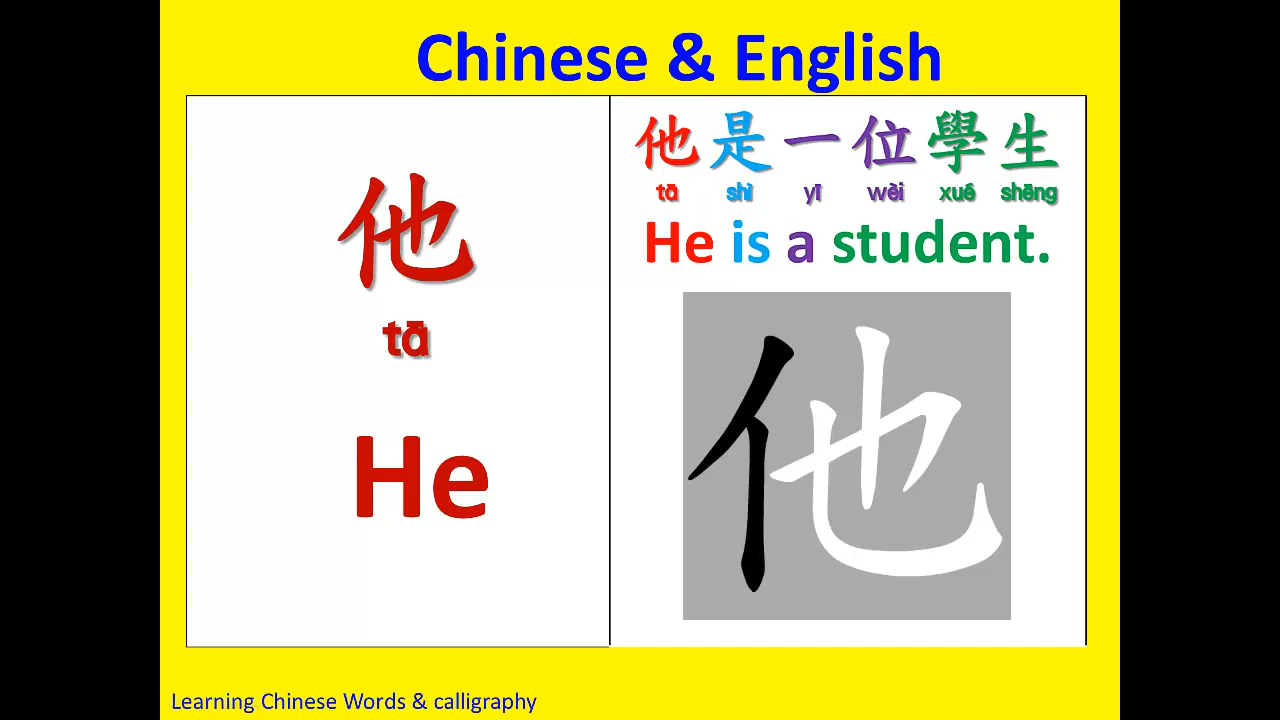 Chinese & English
他
tā
He
他是一位學生
tā shì yī wèi xué shēng
He is a student.
他
Learning Chinese Words & calligraphy